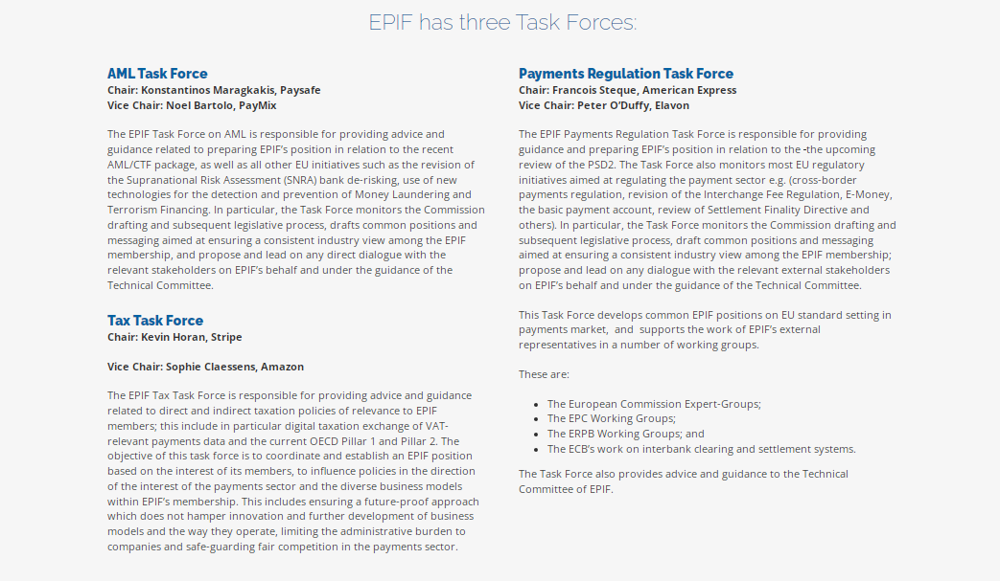 EPIF has three Task Forces:
AML Task Force
Chair: Konstantinos Maragkakis, Paysafe
Vice Chair: Noel Bartolo, PayMix
The EPIF Task Force on AML is responsible for providing advice and
guidance related to preparing EPIF's position in relation to the recent
AML/CTF package, as well as all other EU initiatives such as the revision of
the Supranational Risk Assessment (SNRA) bank de-risking, use of new
technologies for the detection and prevention of Money Laundering and
Terrorism Financing. In particular, the Task Force monitors the Commission
drafting and subsequent legislative process, drafts common positions and
messaging aimed at ensuring a consistent industry view among the EPIF
membership, and propose and lead on any direct dialogue with the
relevant stakeholders on EPIF's behalf and under the guidance of the
Technical Committee.
Tax Task Force
Chair: Kevin Horan, Stripe
Vice Chair: Sophie Claessens, Amazon
The EPIF Tax Task Force is responsible for providing advice and guidance
related to direct and indirect taxation policies of relevance to EPIF
members; this include in particular digital taxation exchange of VAT-
relevant payments data and the current OECD Pillar 1 and Pillar 2. The
objective of this task force is to coordinate and establish an EPIF position
based on the interest of its members, to influence policies in the direction
of the interest of the payments sector and the diverse business models
within EPIF's membership. This includes ensuring a future-proof approach
which does not hamper innovation and further development of business
models and the way they operate, limiting the administrative burden to
companies and safe-guarding fair competition in the payments sector.
Payments Regulation Task Force
Chair: Francois Steque, American Express
Vice Chair: Peter O'Duffy, Elavon
The EPIF Payments Regulation Task Force is responsible for providing
guidance and preparing EPIF's position in relation to the -the upcoming
review of the PSD2. The Task Force also monitors most EU regulatory
initiatives aimed at regulating the payment sector e.g. (cross-border
payments regulation, revision of the Interchange Fee Regulation, E-Money,
the basic payment account, review of Settlement Finality Directive and
others). In particular, the Task Force monitors the Commission drafting and
subsequent legislative process, draft common positions and messaging
aimed at ensuring a consistent industry view among the EPIF membership;
propose and lead on any dialogue with the relevant external stakeholders
on EPIF's behalf and under the guidance of the Technical Committee.
This Task Force develops common EPIF positions on EU standard setting in
payments market,  and  supports the work of EPIF's external
representatives in a number of working groups.
These are:
• The European Commission Expert-Groups;
• The EPC Working Groups;
• The ERPB Working Groups; and
• The ECB's work on interbank clearing and settlement systems.
The Task Force also provides advice and guidance to the Technical
Committee of EPIF.